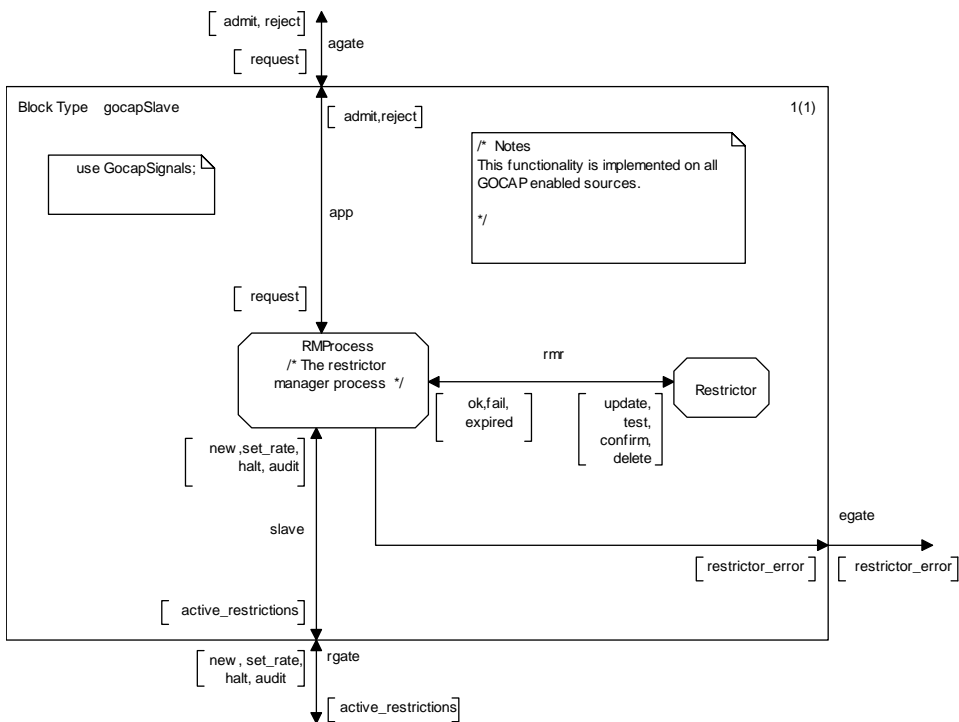 [ admit, reject]
agate
[ request]
Block Type gocapSlave
1(1)
[ admit,reject]
use GocapSignals;
/* Notes
This functionality is implemented on all
GOCAP enabled sources.
*/
app
[ request]
RMProcess
/* The restrictor
manager process */
rmr
Restrictor
[ ok,fail,
expired ]
[ update,
test,
confirm,
delete ]
[ new ,set_rate,
halt, audit ]
slave
egate
[ restrictor_error]
[ restrictor_error]
[ active_restrictions]
[ new , set_rate,
halt, audit ]
rgate
[ active_restrictions]